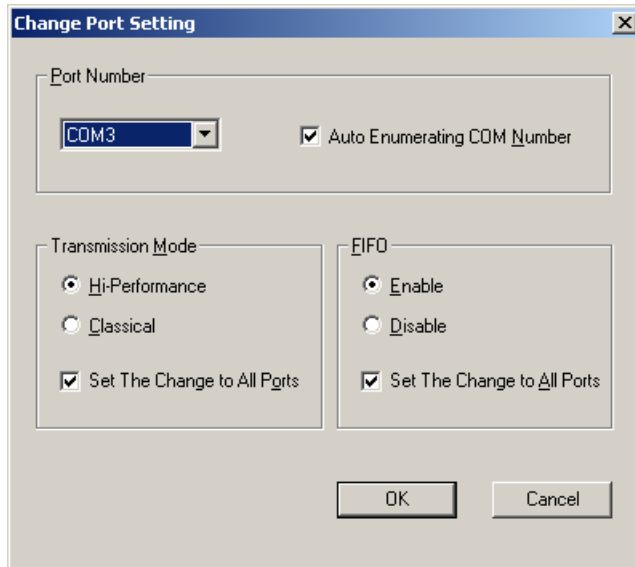 Change Port Setting
Port Number
COM3
Auto Enumerating COM Number
Transmission Mode
Hi-Performance
Classical
Set The Change to All Ports
FIFO
Enable
Disable
Set The Change to All Ports
OK
Cancel